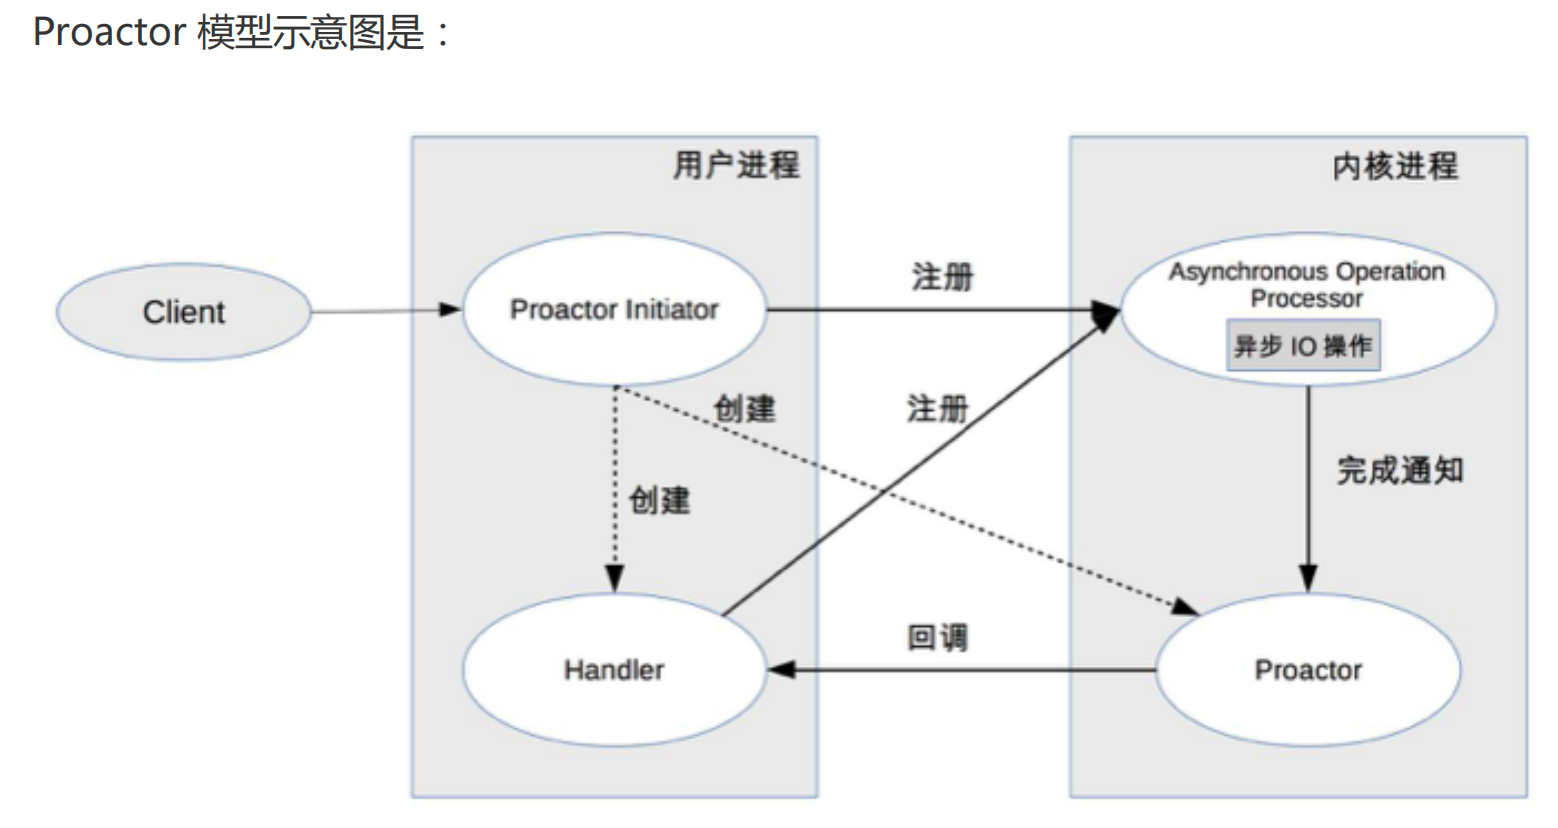 Proactor 模型示意图是：
用户进程
内核进程
Client
Proactor Initiator
注册
Asynchronous Operation
Processor
异步 IO 操作
创建
注册
创建
完成通知
回调
Handler
Proactor